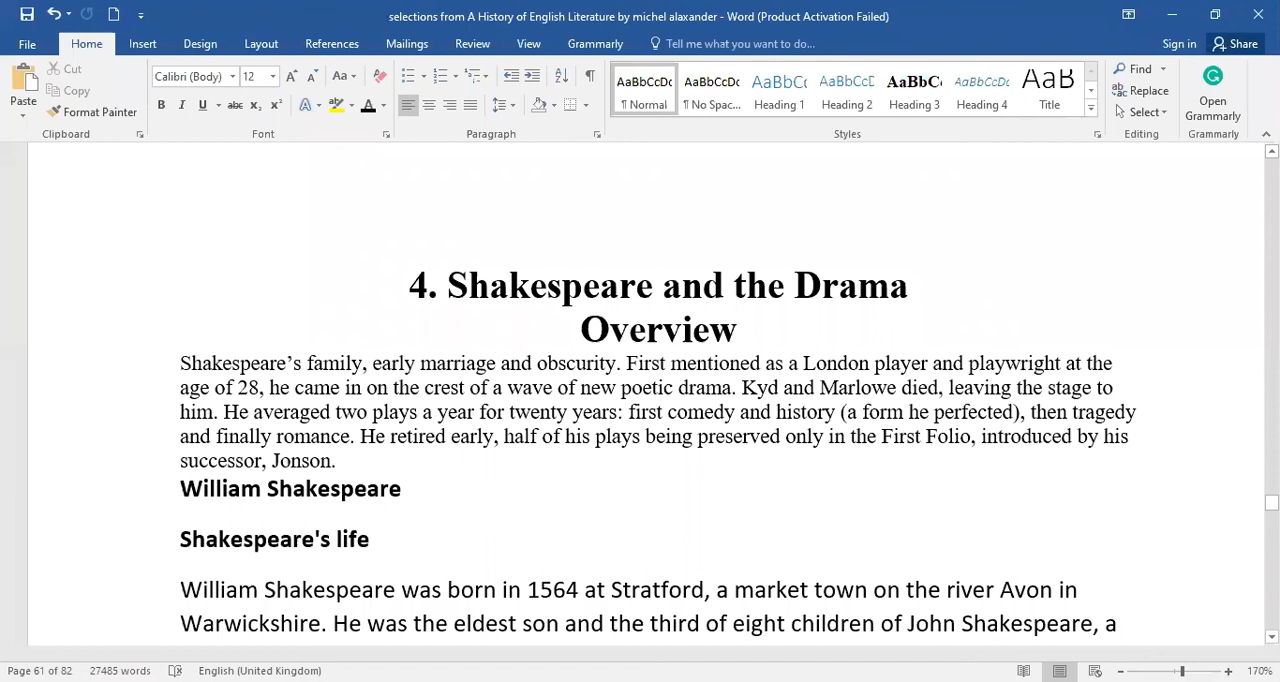 selections from A History of English Literature by michel alaxander - Word (Product Activation Failed)
File Home Insert Design Layout References Mailings Review View Grammarly Tell me what you want to do... Sign in Share
Paste
Cut
Copy
Format Painter
Clipboard
Calibri (Body) 12
Font
Paragraph
AaBbCcDc AaBbCcDc AaBbCc AaBbCcD AaBbC AaBbCcDc AaB
¶ Normal ¶ No Spac... Heading 1 Heading 2 Heading 3 Heading 4 Title
Styles
Find
Replace
Select
Editing
Open
Grammarly
Grammarly
4. Shakespeare and the Drama
Overview
Shakespeare’s family, early marriage and obscurity. First mentioned as a London player and playwright at the
age of 28, he came in on the crest of a wave of new poetic drama. Kyd and Marlowe died, leaving the stage to
him. He averaged two plays a year for twenty years: first comedy and history (a form he perfected), then tragedy
and finally romance. He retired early, half of his plays being preserved only in the First Folio, introduced by his
successor, Jonson.
William Shakespeare
Shakespeare's life
William Shakespeare was born in 1564 at Stratford, a market town on the river Avon in
Warwickshire. He was the eldest son and the third of eight children of John Shakespeare, a
Page 61 of 82 27485 words English (United Kingdom) 170%